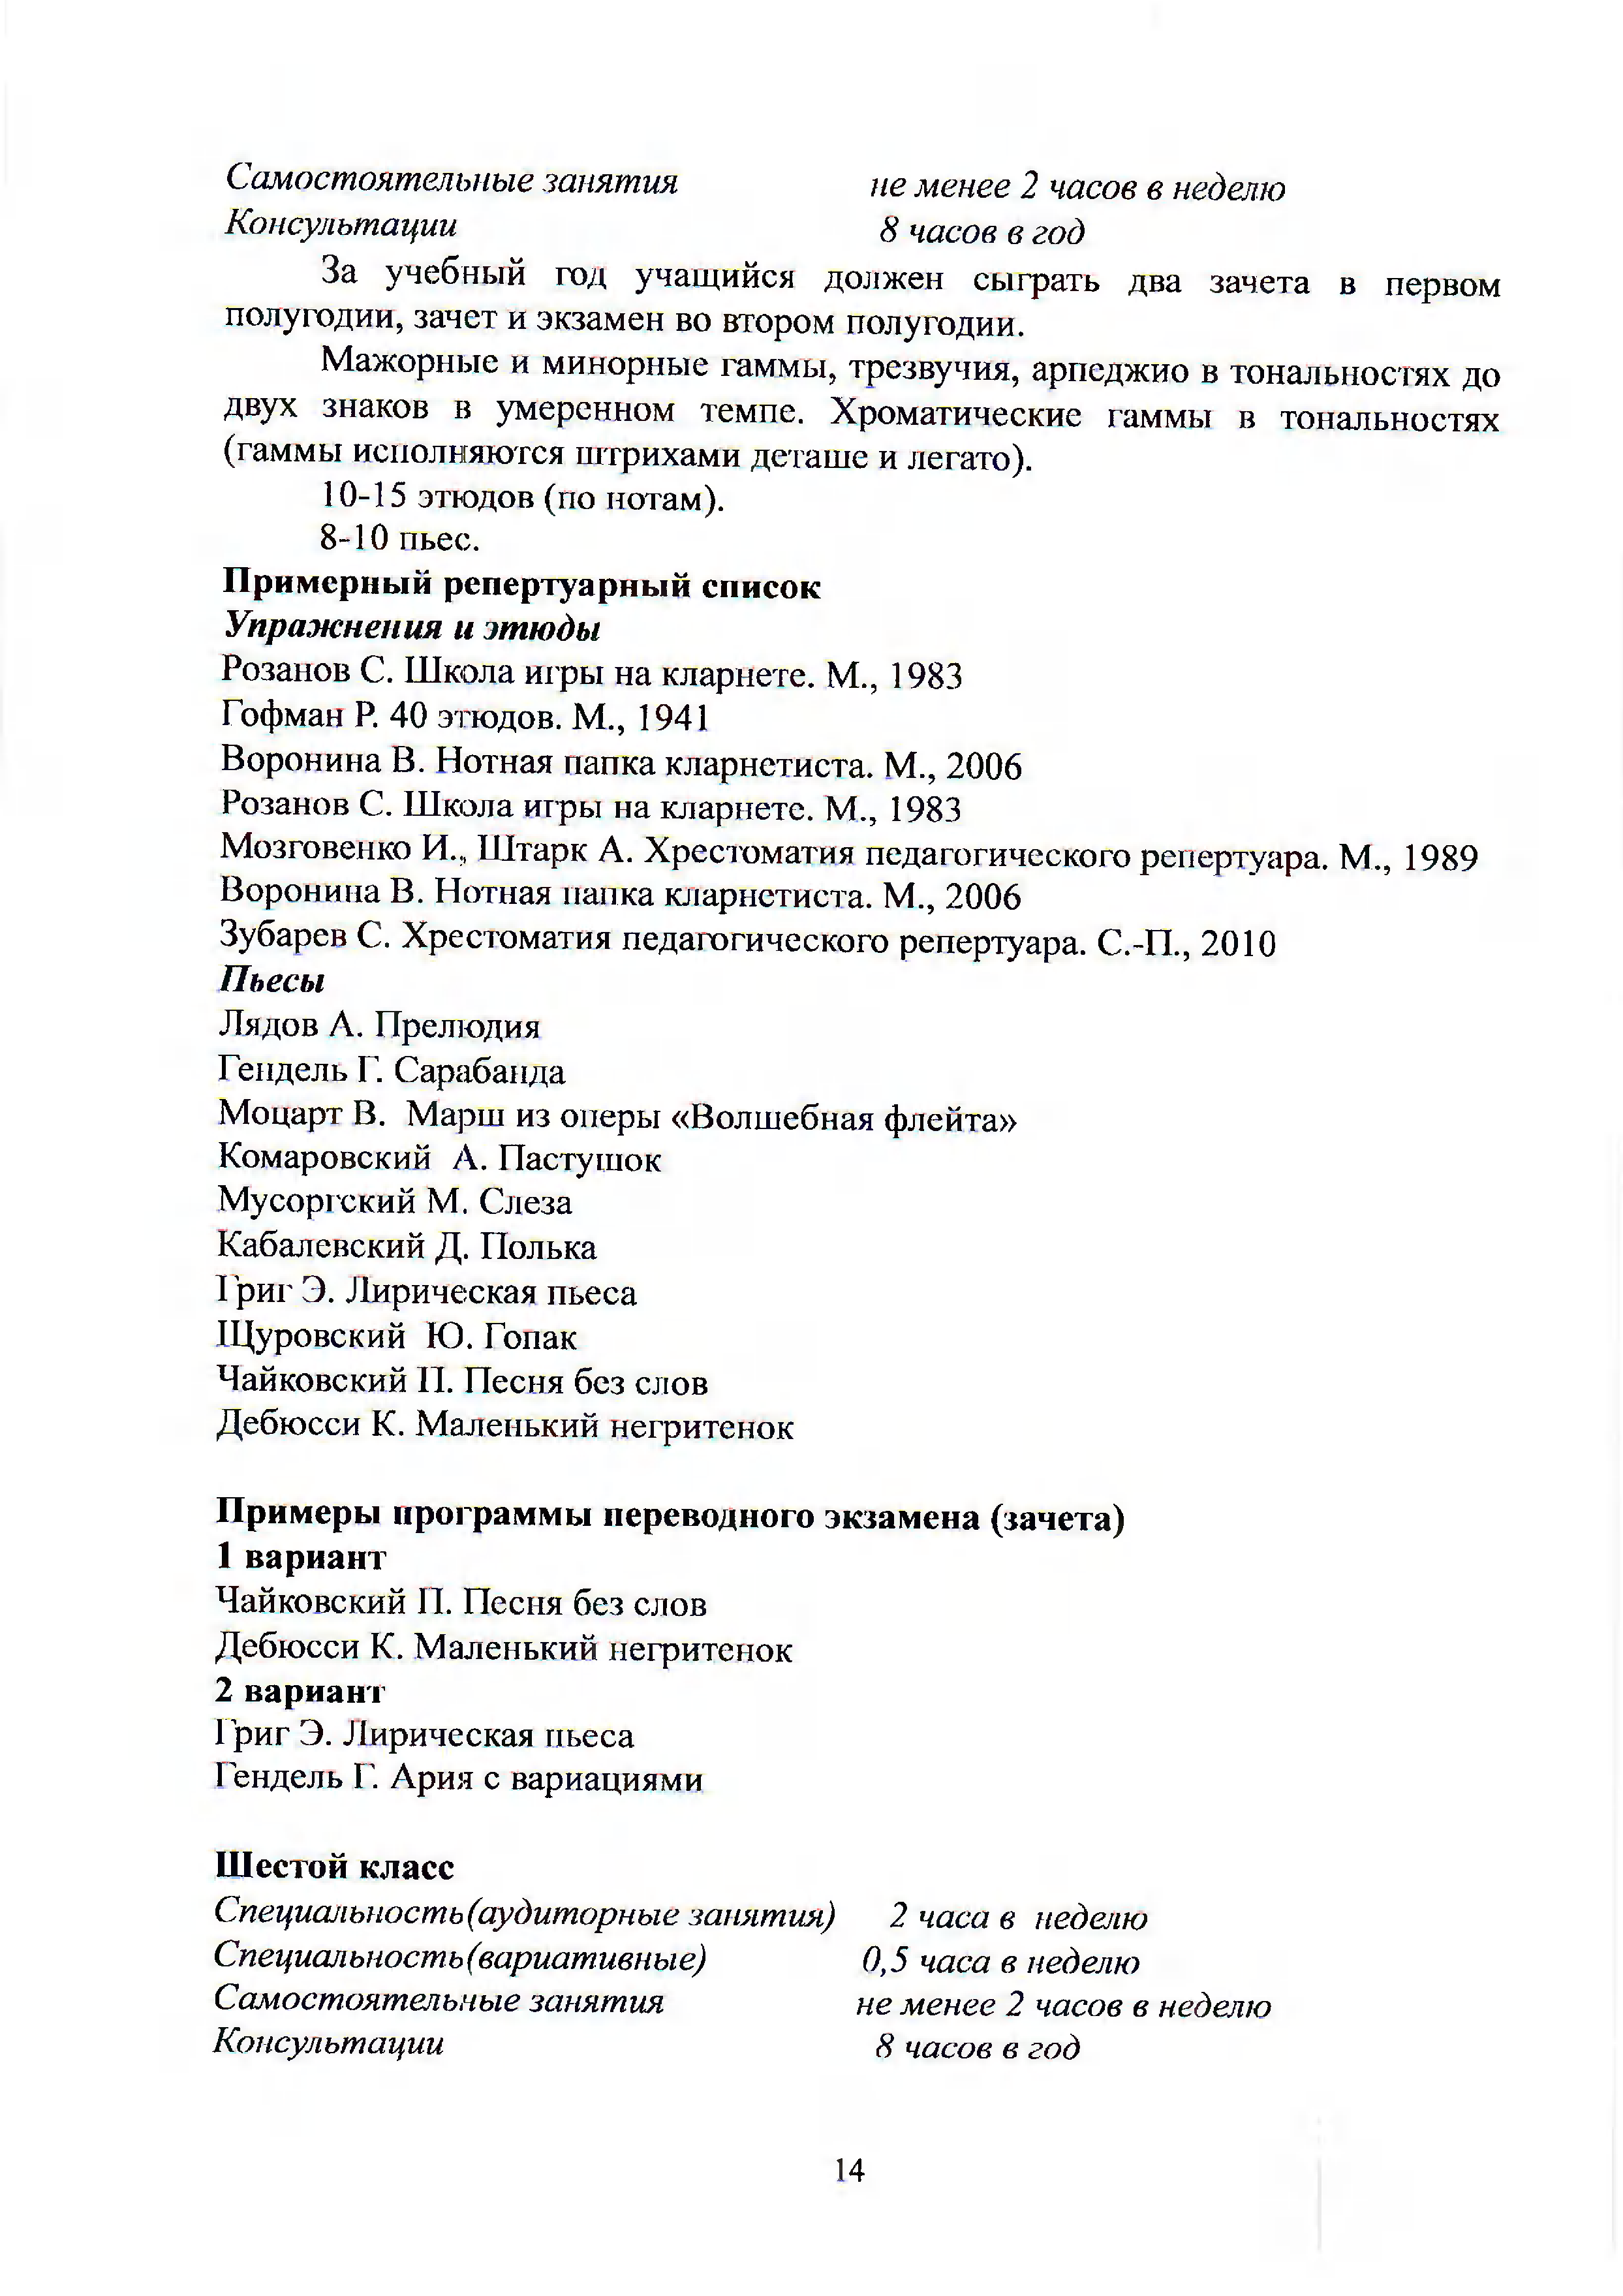 Самостоятельные занятия не менее 2 часов в неделю
Консультации 8 часов в год
За учебный год учащийся должен сыграть два зачета в первом
полугодии, зачет и экзамен во втором полугодии.
Мажорные и минорные гаммы, трезвучия, арпеджио в тональностях до
двух знаков в умеренном темпе. Хроматические гаммы в тональностях
(гаммы исполняются штрихами деташе и легато).
10-15 этюдов (по нотам).
8-10 пьес.
Примерный репертуарный список
Упражнения и этюды
Розанов С. Школа игры на кларнете. М., 1983
Гофман Р. 40 этюдов. М., 1941
Воронина В. Нотная папка кларнетиста. М., 2006
Розанов С. Школа игры на кларнете. М., 1983
Мозговенко И., Штарк А. Хрестоматия педагогического репертуара. М., 1989
Воронина В. Нотная папка кларнетиста. М., 2006
Зубарев С. Хрестоматия педагогического репертуара. С.-П., 2010
Пьесы
Лядов А. Прелюдия
Гендель Г. Сарабанда
Моцарт В. Марш из оперы «Волшебная флейта»
Комаровский А. Пастушок
Мусоргский М. Слеза
Кабалевский Д. Полька
Григ Э. Лирическая пьеса
Щуровский Ю. Гопак
Чайковский П. Песня без слов
Дебюсси К. Маленький негритенок
Примеры программы переводного экзамена (зачета)
1 вариант
Чайковский П. Песня без слов
Дебюсси К. Маленький негритенок
2 вариант
Григ Э. Лирическая пьеса
Гендель Г. Ария с вариациями
Шестой класс
Специальность(аудиторные занятия) 2 часа в неделю
Специальность(вариативные) 0,5 часа в неделю
Самостоятельные занятия не менее 2 часов в неделю
Консультации 8 часов в год
14